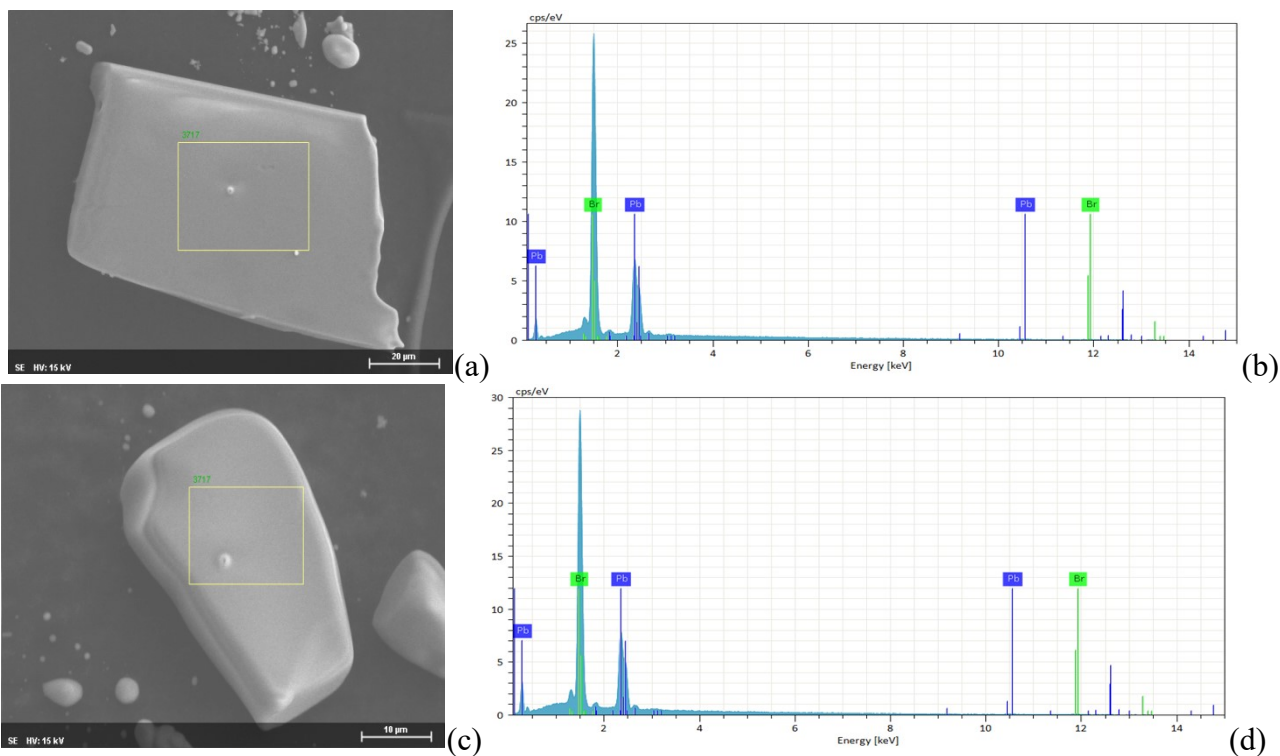 3717
20 µm
SE HV: 15 kV
(a)
cps/eV
25
20
15
10
5
0
Pb
Br
Pb
Pb
Br
2
4
6
8
10
12
14
Energy [keV]
(b)
3717
10 µm
SE HV: 15 kV
(c)
cps/eV
30
25
20
15
10
5
0
Pb
Br
Pb
Pb
Br
2
4
6
8
10
12
14
Energy [keV]
(d)